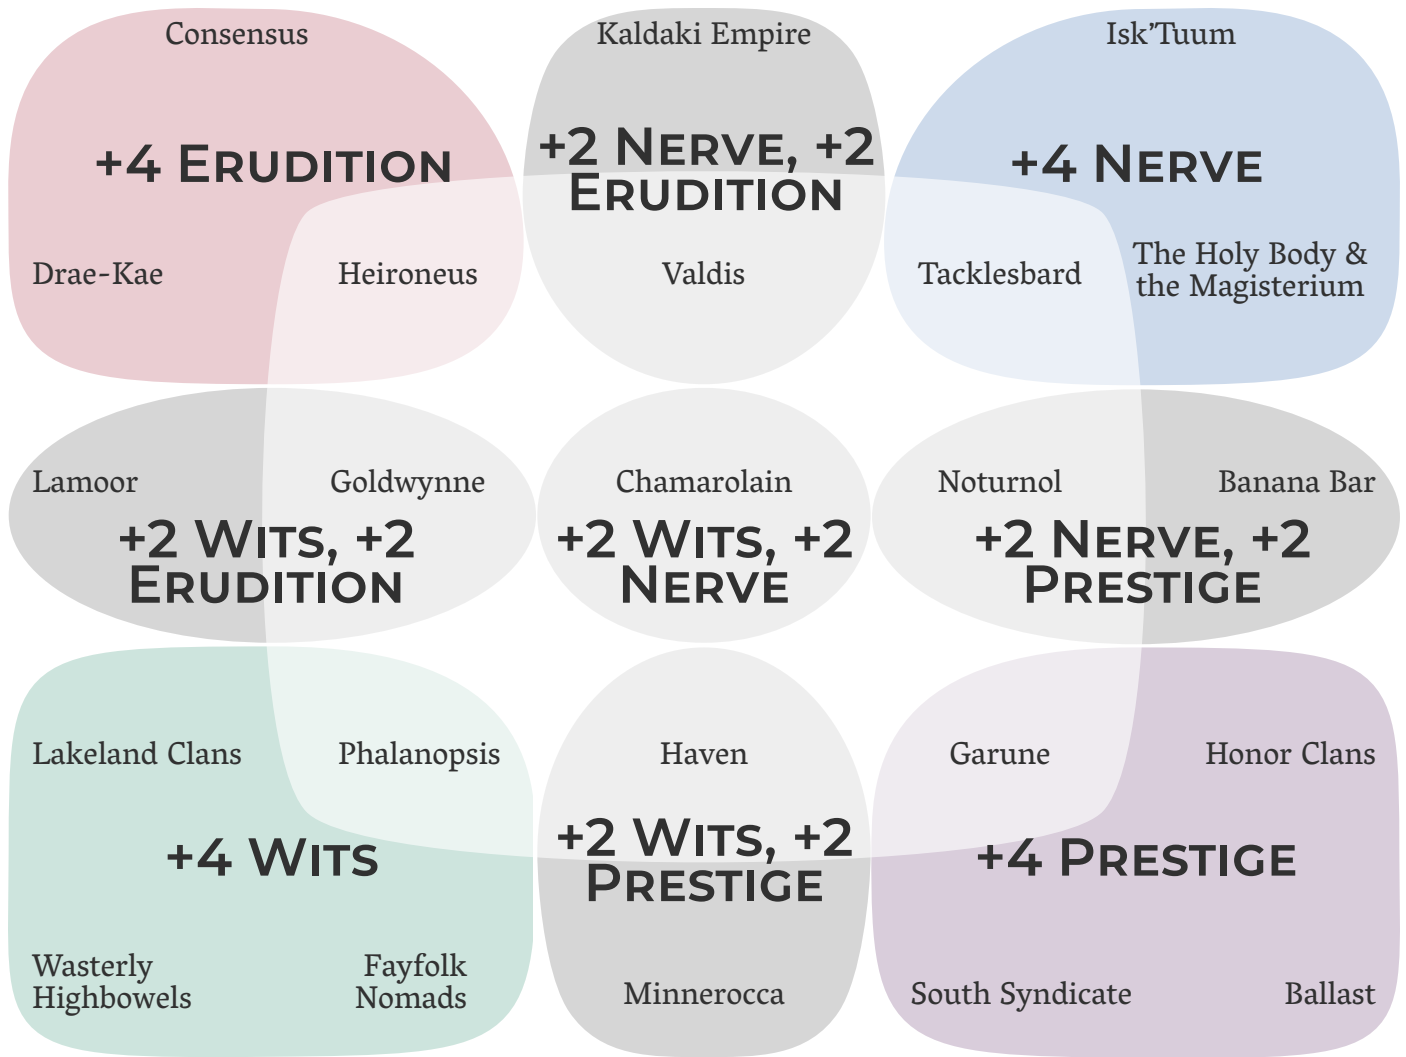 Consensus
Kaldaki Empire
Isk’Tuum
+4 Erudition
+2 Nerve, +2
Erudition
+4 Nerve
Drae-Kae
Heironeus
Valdis
Tacklesbard
The Holy Body &
the Magisterium
Lamoor
Goldwynne
Chamarolain
Noturnol
Banana Bar
+2 Wits, +2
Erudition
+2 Wits, +2
Nerve
+2 Nerve, +2
Prestige
Lakeland Clans
Phalanopsis
Haven
Garune
Honor Clans
+4 Wits
+2 Wits, +2
Prestige
+4 Prestige
Wasterly
Highbowels
Fayfolk
Nomads
Minnerocca
South Syndicate
Ballast